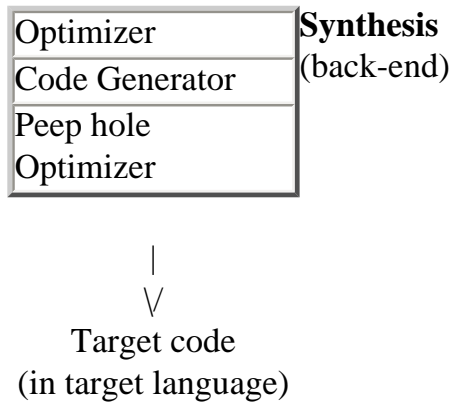 Optimizer
Synthesis
(back-end)
Code Generator
Peep hole
Optimizer
|
\/
Target code
(in target language)